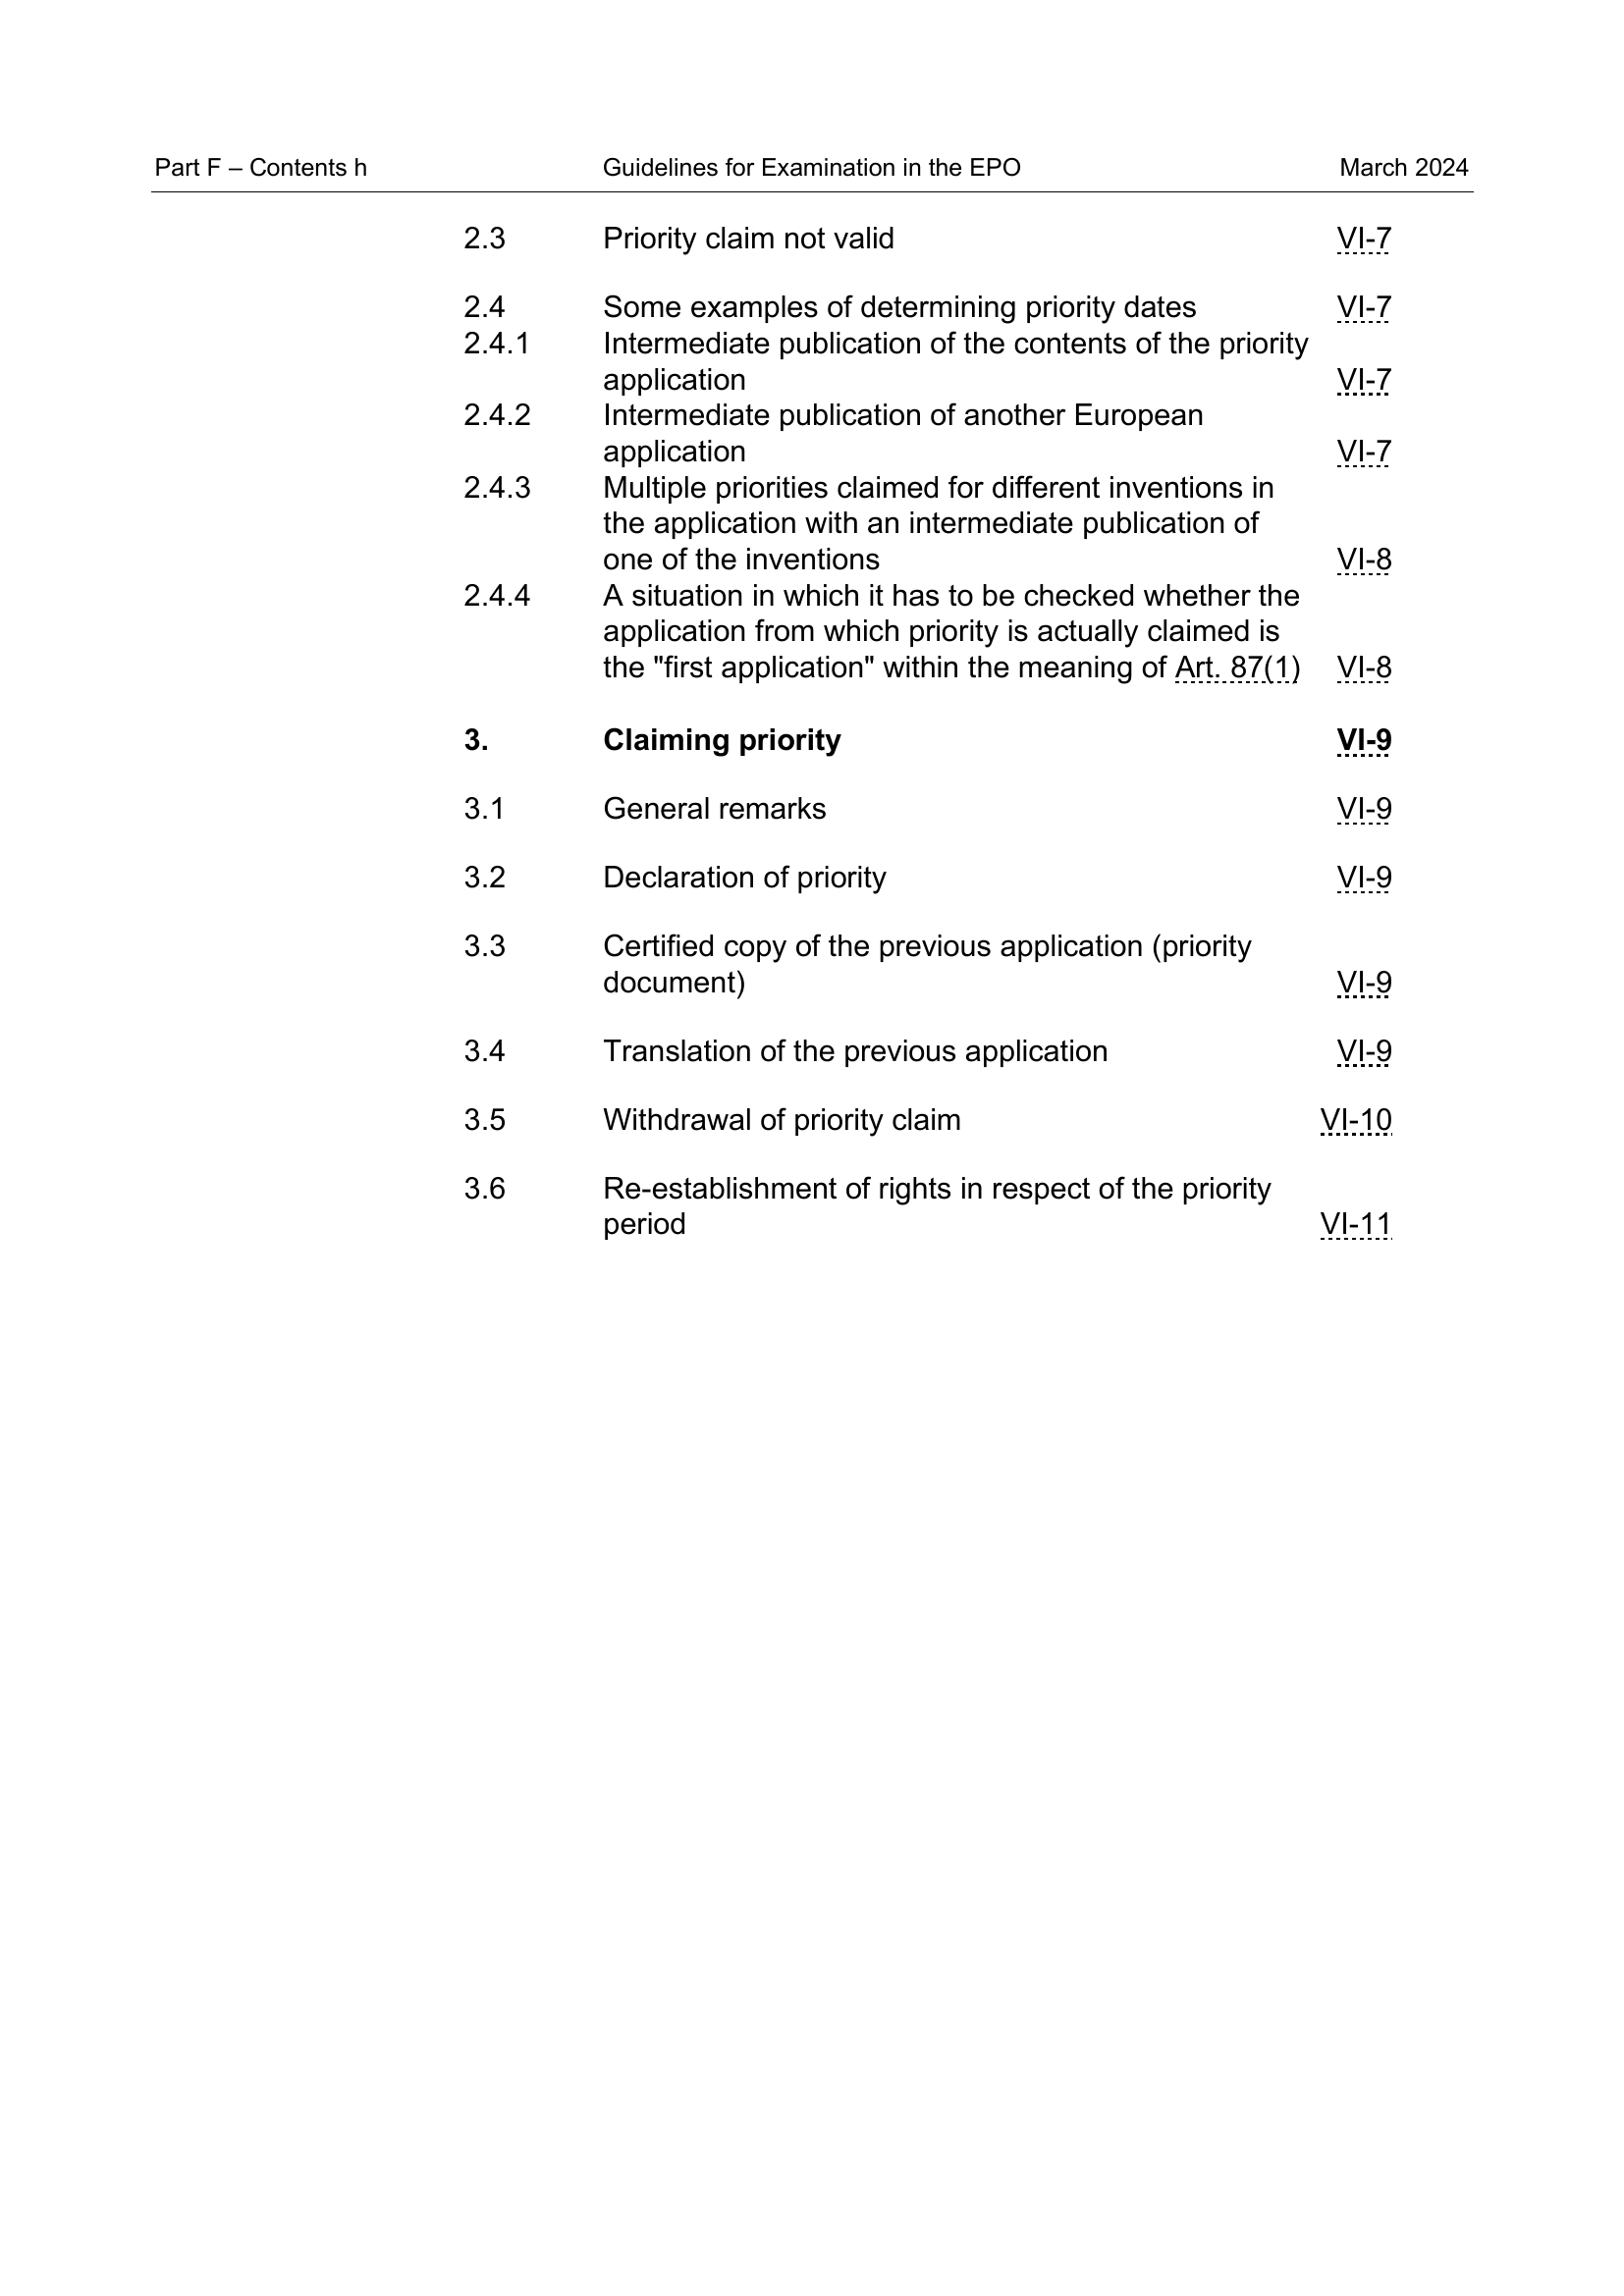 Part F – Contents h Guidelines for Examination in the EPO March 2024
2.3 Priority claim not valid VI-7
2.4 Some examples of determining priority dates VI-7
2.4.1 Intermediate publication of the contents of the priority
application VI-7
2.4.2 Intermediate publication of another European
application VI-7
2.4.3 Multiple priorities claimed for different inventions in
the application with an intermediate publication of
one of the inventions VI-8
2.4.4 A situation in which it has to be checked whether the
application from which priority is actually claimed is
the "first application" within the meaning of Art. 87(1) VI-8
3. Claiming priority VI-9
3.1 General remarks VI-9
3.2 Declaration of priority VI-9
3.3 Certified copy of the previous application (priority
document) VI-9
3.4 Translation of the previous application VI-9
3.5 Withdrawal of priority claim VI-10
3.6 Re-establishment of rights in respect of the priority
period VI-11